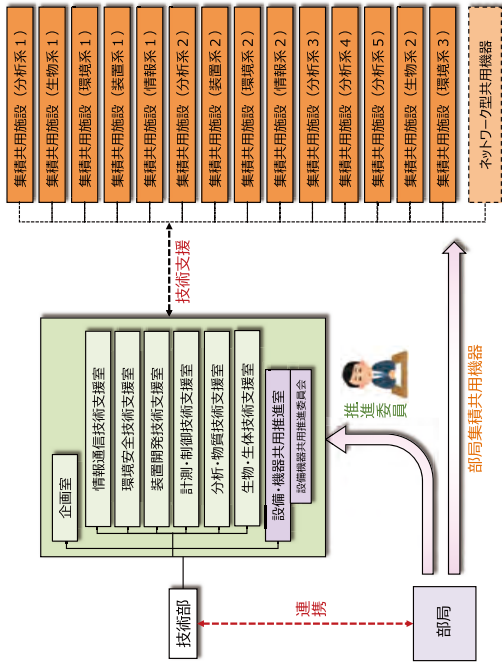 集積共用施設（分析系１）
集積共用施設（生物系１）
集積共用施設（環境系１）
集積共用施設（装置系１）
集積共用施設（情報系１）
集積共用施設（分析系２）
集積共用施設（装置系２）
集積共用施設（環境系２）
集積共用施設（情報系２）
集積共用施設（分析系３）
集積共用施設（分析系４）
集積共用施設（分析系５）
集積共用施設（生物系２）
集積共用施設（環境系３）
ネットワーク型共用機器
技術支援
企画室
情報通信技術支援室
環境安全技術支援室
装置開発技術支援室
計測・制御技術支援室
分析・物質技術支援室
生物・生体技術支援室
設備・機器共用推進室
設備機器共用推進委員会
推進
委員
部局集積共用機器
技術部
連携
部局